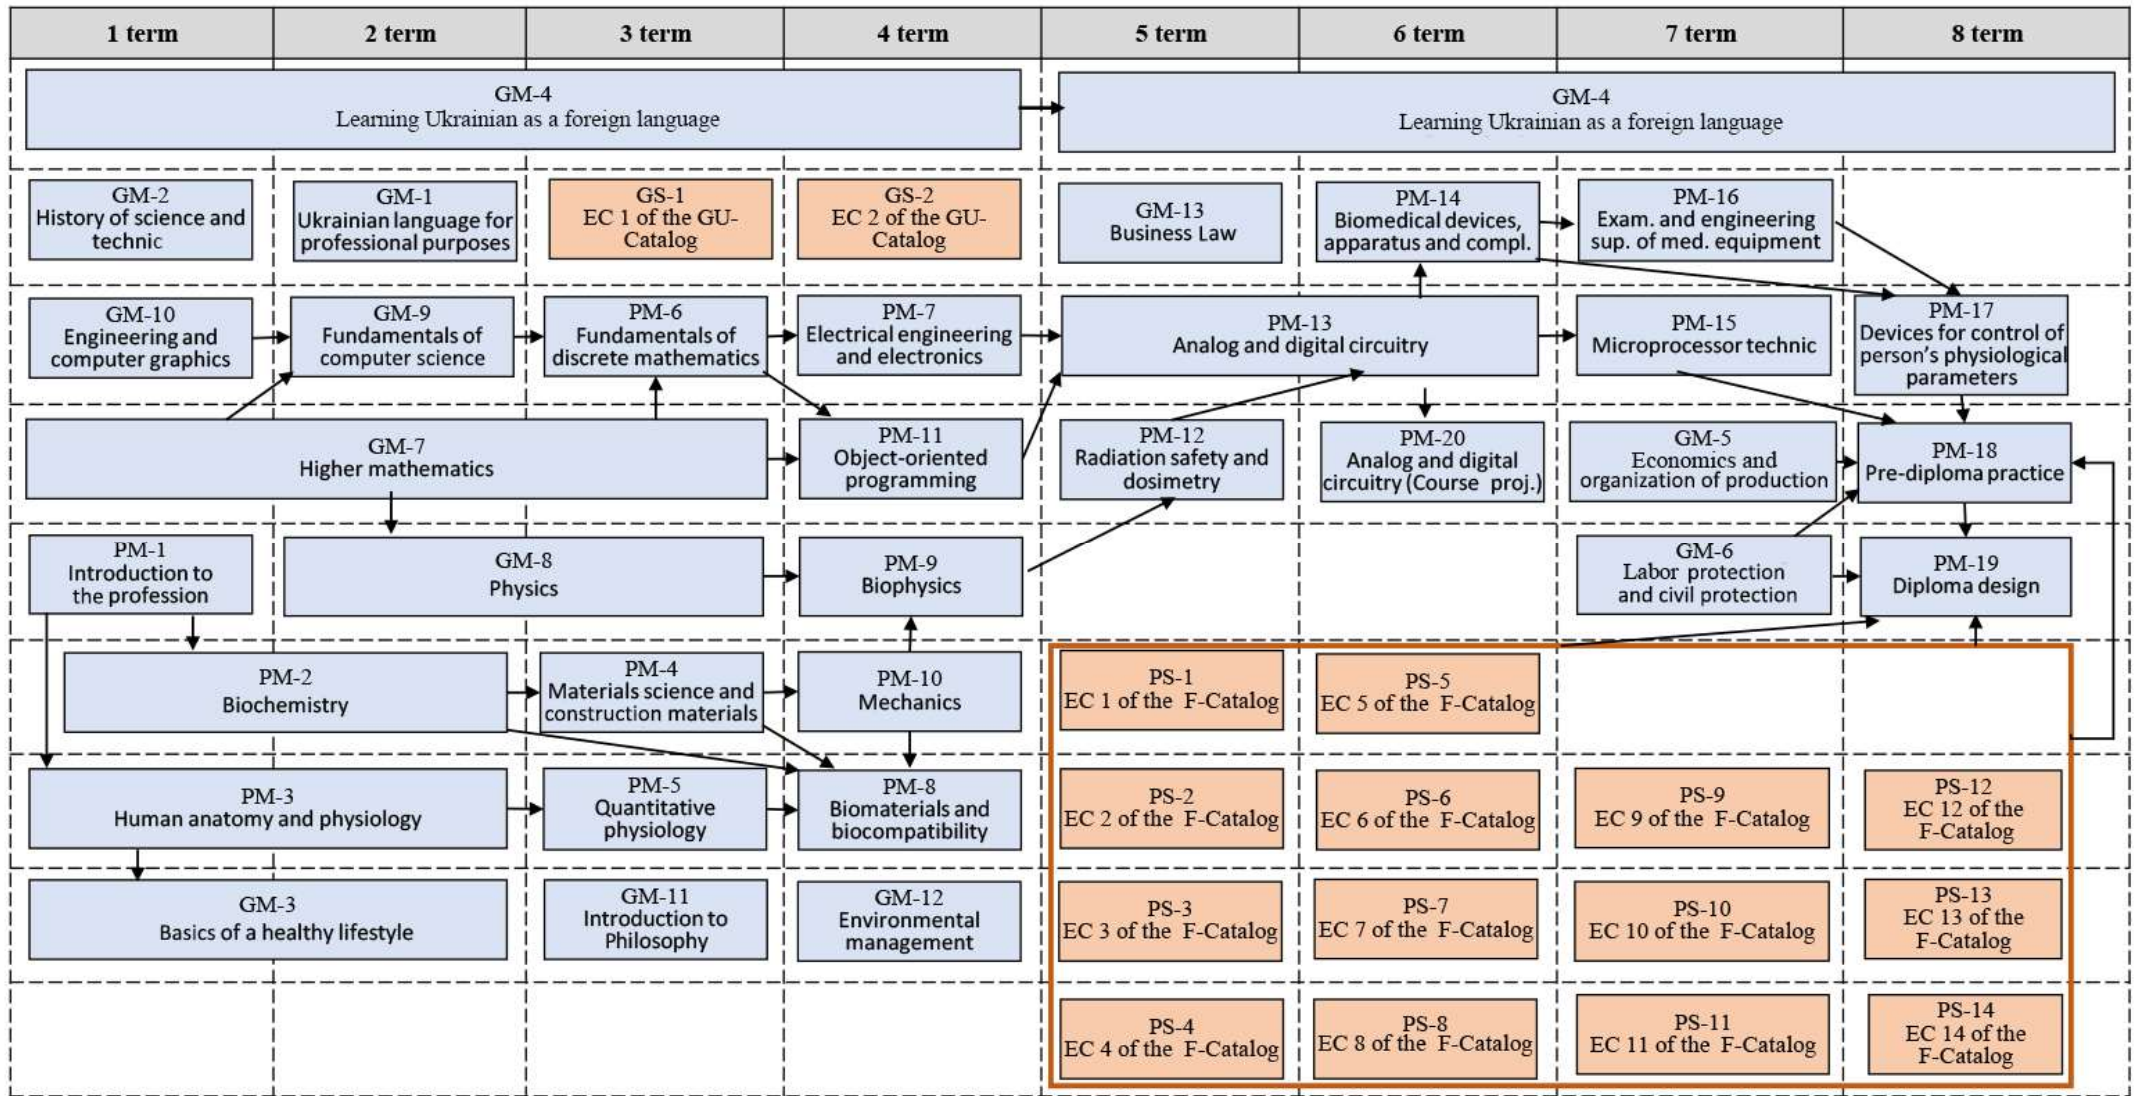 1 term
2 term
3 term
4 term
5 term
6 term
7 term
8 term
GM-4
Learning Ukrainian as a foreign language
GM-4
Learning Ukrainian as a foreign language
GM-2
History of science and
technic
GM-1
Ukrainian language for
professional purposes
GS-1
EC 1 of the GU-
Catalog
GS-2
EC 2 of the GU-
Catalog
GM-13
Business Law
PM-14
Biomedical devices,
apparatus and compl.
PM-16
Exam. and engineering
sup. of med. equipment
GM-10
Engineering and
computer graphics
GM-9
Fundamentals of
computer science
PM-6
Fundamentals of
discrete mathematics
PM-7
Electrical engineering
and electronics
PM-13
Analog and digital circuitry
PM-15
Microprocessor technic
PM-17
Devices for control of
person's physiological
parameters
GM-7
Higher mathematics
PM-11
Object-oriented
programming
PM-12
Radiation safety and
dosimetry
PM-20
Analog and digital
circuitry (Course proj.)
GM-5
Economics and
organization of production
PM-18
Pre-diploma practice
PM-1
Introduction to
the profession
GM-8
Physics
PM-9
Biophysics
GM-6
Labor protection
and civil protection
PM-19
Diploma design
PM-2
Biochemistry
PM-4
Materials science and
construction materials
PM-10
Mechanics
PS-1
EC 1 of the F-Catalog
PS-5
EC 5 of the F-Catalog
PM-3
Human anatomy and physiology
PM-5
Quantitative
physiology
PM-8
Biomaterials and
biocompatibility
PS-2
EC 2 of the F-Catalog
PS-6
EC 6 of the F-Catalog
PS-9
EC 9 of the F-Catalog
PS-12
EC 12 of the
F-Catalog
GM-3
Basics of a healthy lifestyle
GM-11
Introduction to
Philosophy
GM-12
Environmental
management
PS-3
EC 3 of the F-Catalog
PS-7
EC 7 of the F-Catalog
PS-10
EC 10 of the F-Catalog
PS-13
EC 13 of the
F-Catalog
PS-4
EC 4 of the F-Catalog
PS-8
EC 8 of the F-Catalog
PS-11
EC 11 of the F-Catalog
PS-14
EC 14 of the
F-Catalog